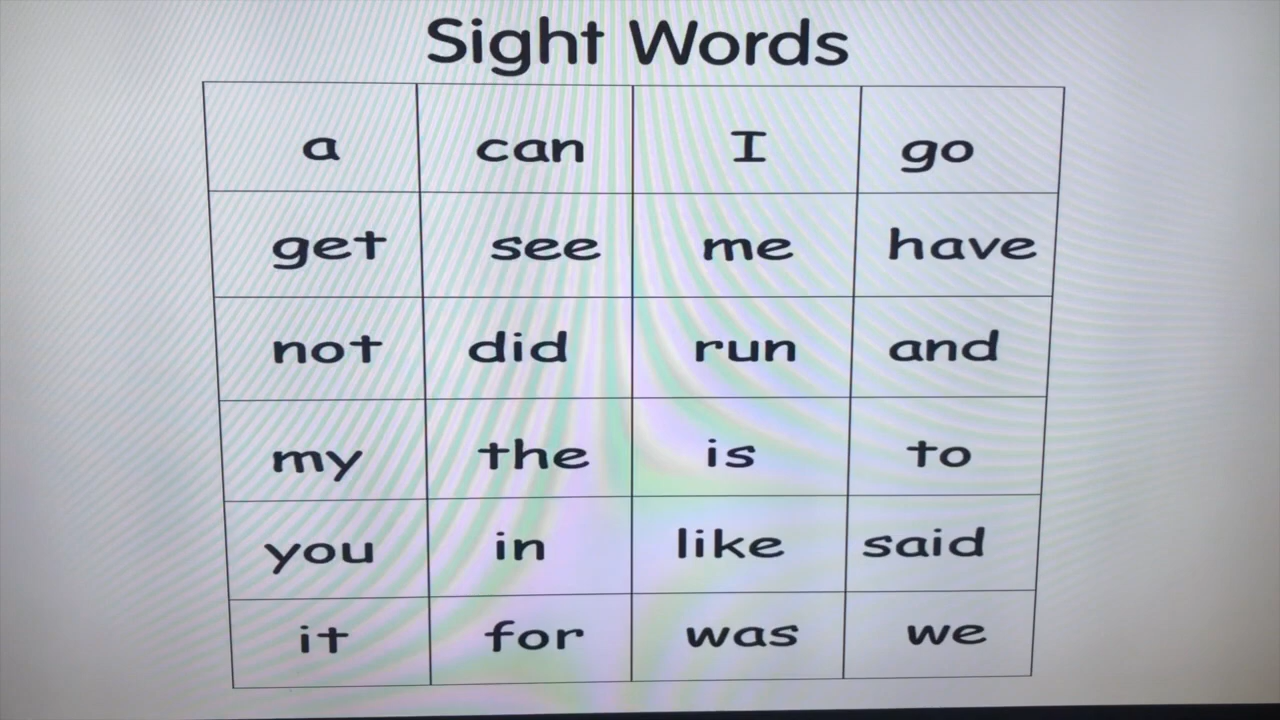 Sight Words
a can I go
get see me have
not did run and
my the is to
you in like said
it for was we